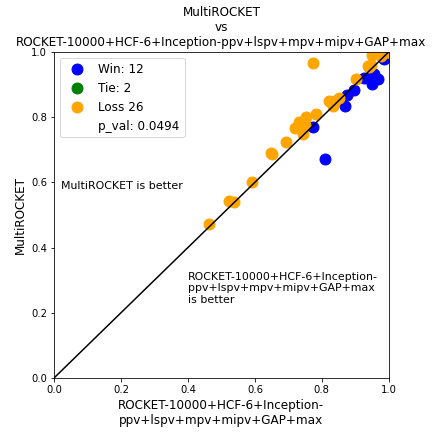 MultiROCKET
vs
ROCKET-10000+HCF-6+Inception-ppv+lspv+mpv+mipv+GAP+max
1.0
Win: 12
Tie: 2
Loss 26
p_val: 0.0494
0.8
0.6
MultiROCKET is better
MultiROCKET
0.4
ROCKET-10000+HCF-6+Inception-
ppv+lspv+mpv+mipv+GAP+max
is better
0.2
0.0
0.0 0.2 0.4 0.6 0.8 1.0
ROCKET-10000+HCF-6+Inception-
ppv+lspv+mpv+mipv+GAP+max